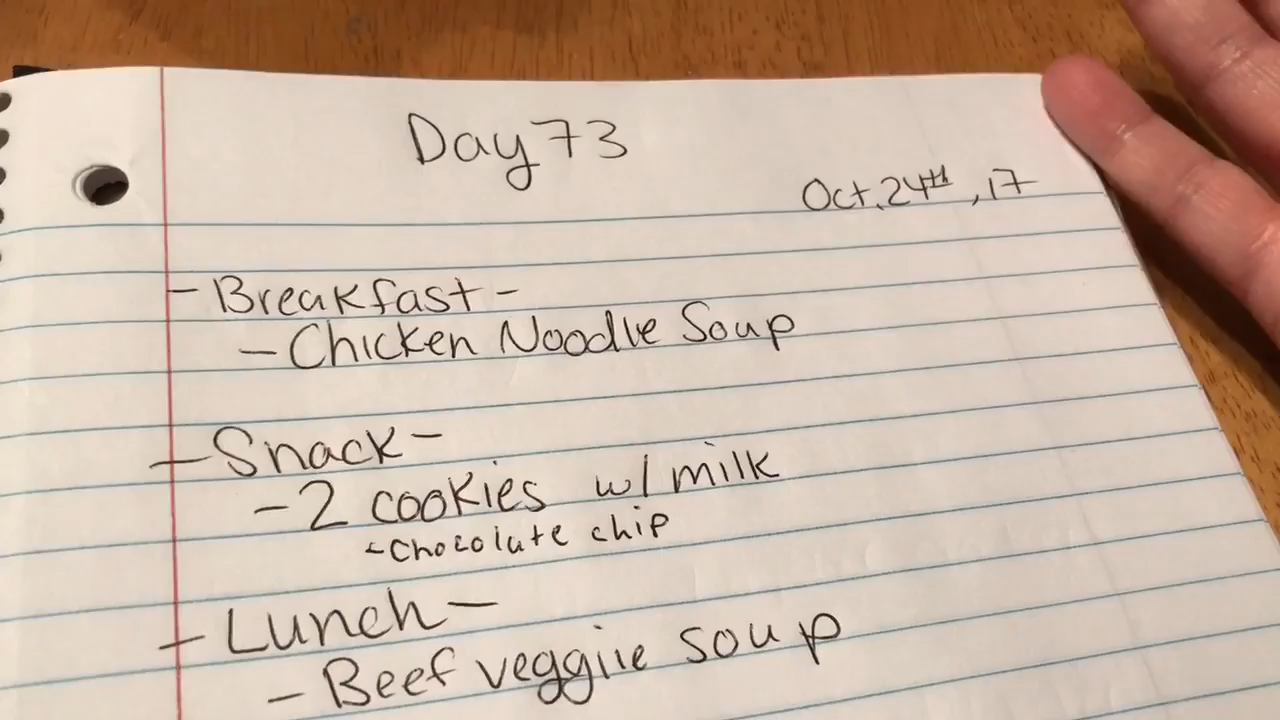 Day 73
Oct. 24th, 17
- Breakfast -
- Chicken Noodle Soup
- Snack -
- 2 cookies w/ milk
- chocolate chip
- Lunch -
- Beef veggie soup